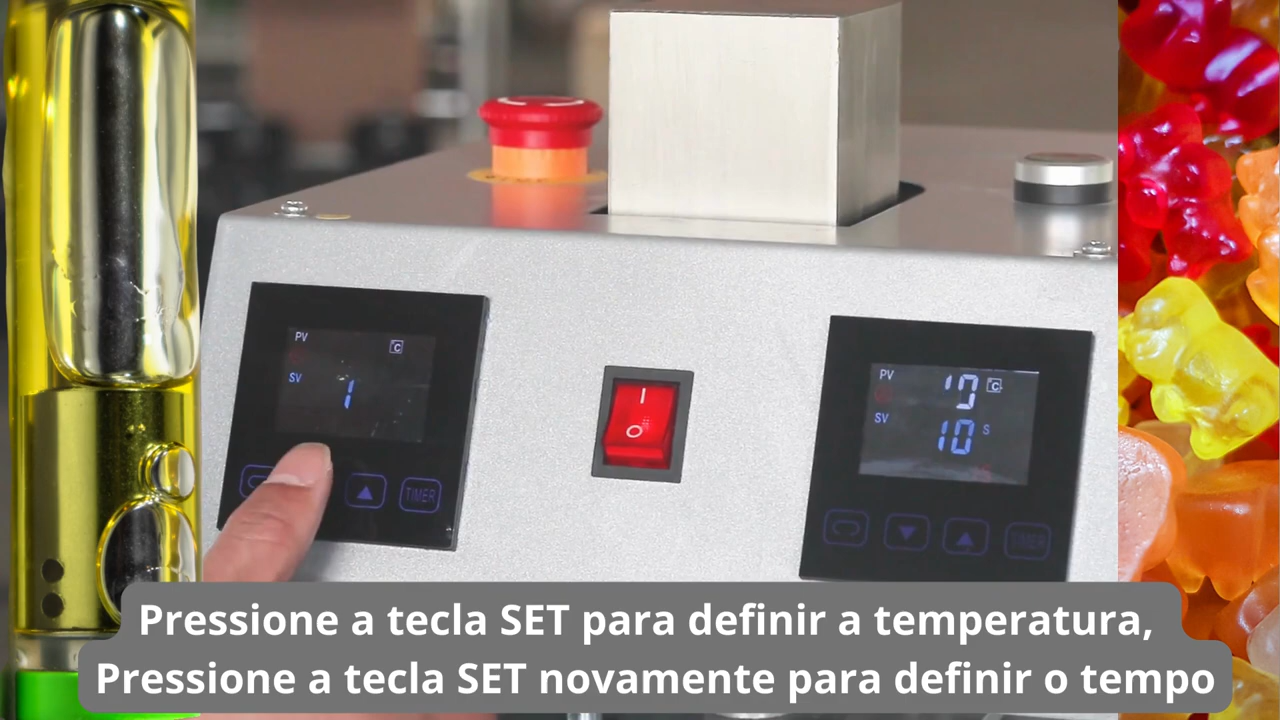 PV
°C
SV
1
TIMER
PV
°C
SV
10
S
TIMER
Pressione a tecla SET para definir a temperatura,
Pressione a tecla SET novamente para definir o tempo